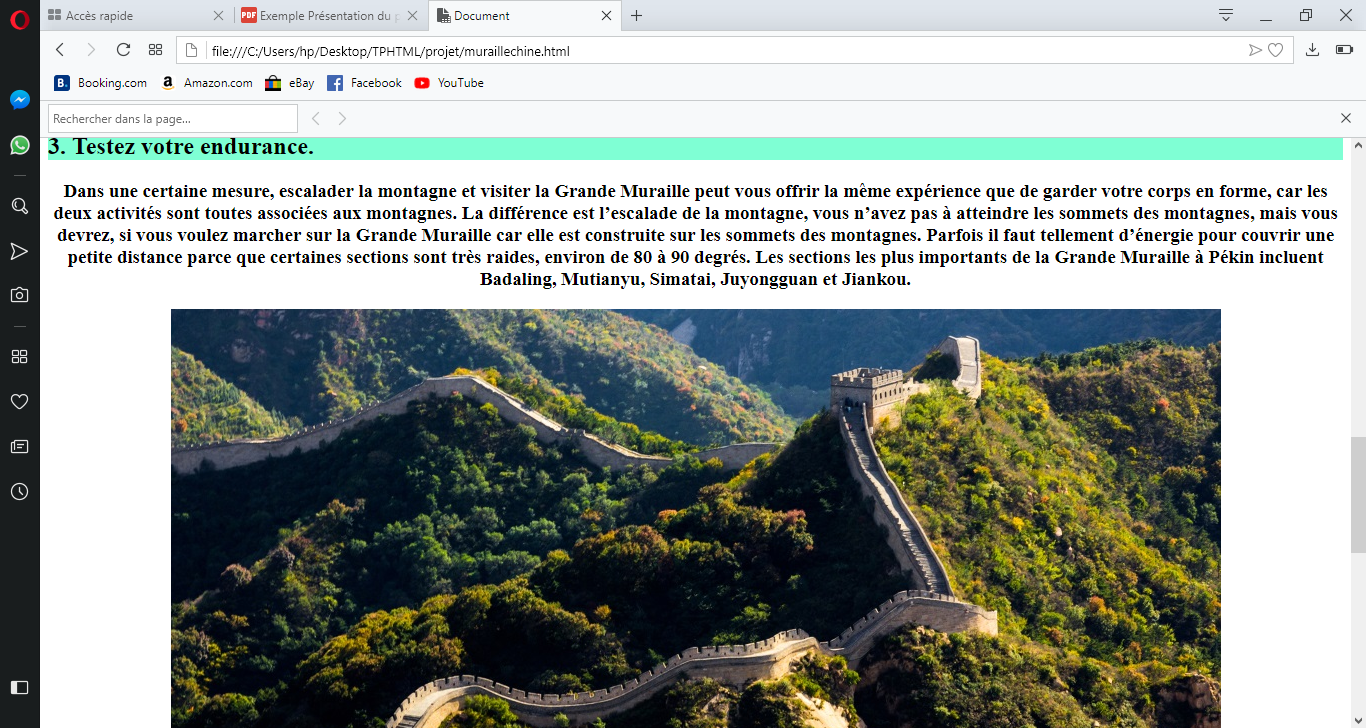 Accès rapide
PDF
Exemple Présentation du p
Document
file:///C:/Users/hp/Desktop/TPHTML/projet/muraillechine.html
B. Booking.com
a Amazon.com
eBay
Facebook
YouTube
Rechercher dans la page...
3. Testez votre endurance.
Dans une certaine mesure, escalader la montagne et visiter la Grande Muraille peut vous offrir la même expérience que de garder votre corps en forme, car les
deux activités sont toutes associées aux montagnes. La différence est l’escalade de la montagne, vous n’avez pas à atteindre les sommets des montagnes, mais vous
devrez, si vous voulez marcher sur la Grande Muraille car elle est construite sur les sommets des montagnes. Parfois il faut tellement d’énergie pour couvrir une
petite distance parce que certaines sections sont très raides, environ de 80 à 90 degrés. Les sections les plus importants de la Grande Muraille à Pékin incluent
Badaling, Mutianyu, Simatai, Juyongguan et Jiankou.